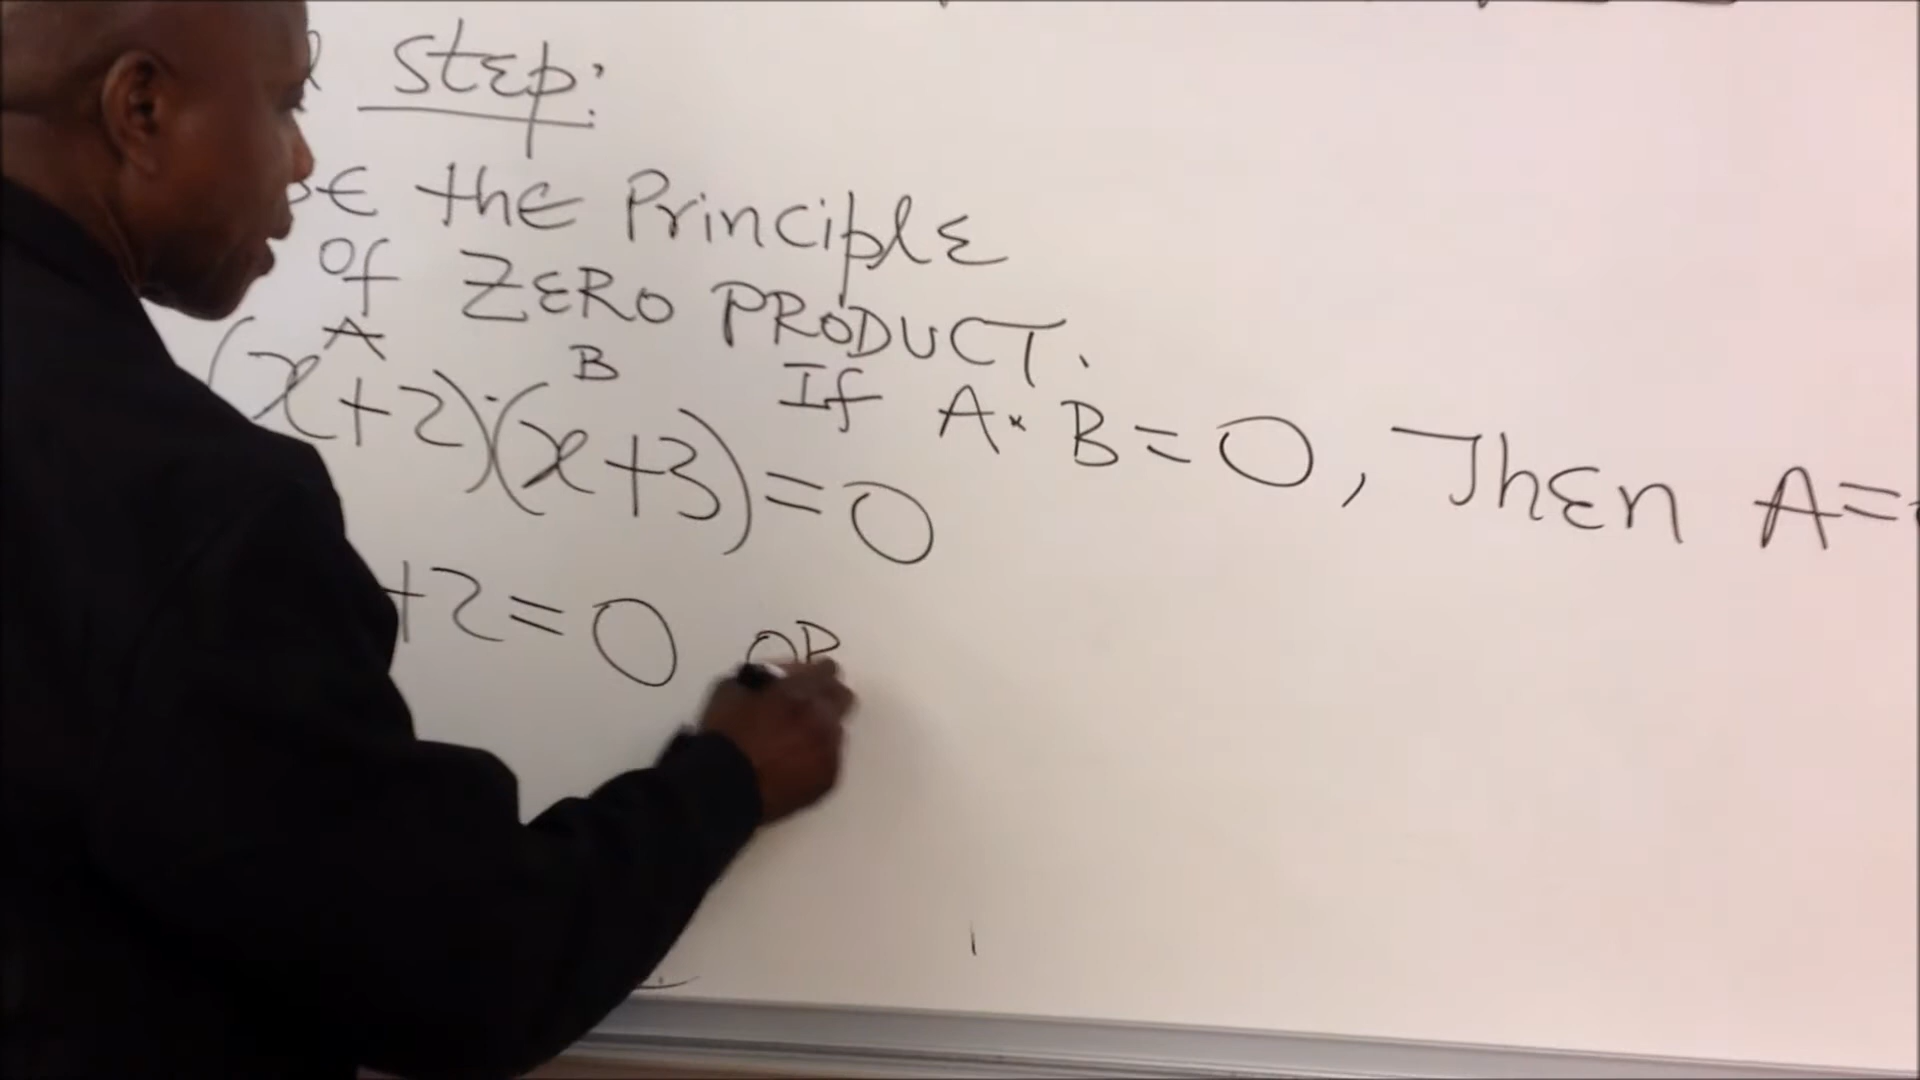 Step:
the Principle
Of ZERO PRODUCT.
A B
(x+2)·(x+3)=0
If A·B=0, Then A=
+2=0 OR